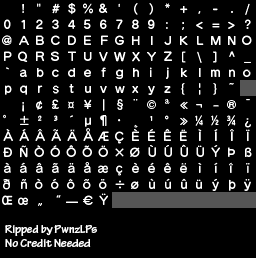 ! " # $ % & ' ( ) * + , - . /
0 1 2 3 4 5 6 7 8 9 : ; < = > ?
@ A B C D E F G H I J K L M N O
P Q R S T U V W X Y Z [ \ ] ^ _
` a b c d e f g h i j k l m n o
p q r s t u v w x y z { | } ~
¡ ¢ £ ¤ ¥ ¦ § ¨ © ª « ¬ - ® ¯
° ± ² ³ ´ µ ¶ · ¸ ¹ º » ¼ ½ ¾ ¿
À Á Â Ã Ä Å Æ Ç È É Ê Ë Ì Í Î Ï
Ð Ñ Ò Ó Ô Õ Ö × Ø Ù Ú Û Ü Ý Þ ß
à á â ã ä å æ ç è é ê ë ì í î ï
ð ñ ò ó ô õ ö ÷ ø ù ú û ü ý þ ÿ
Œ œ „ “ — € Ÿ
Ripped by PwnzLPs
No Credit Needed